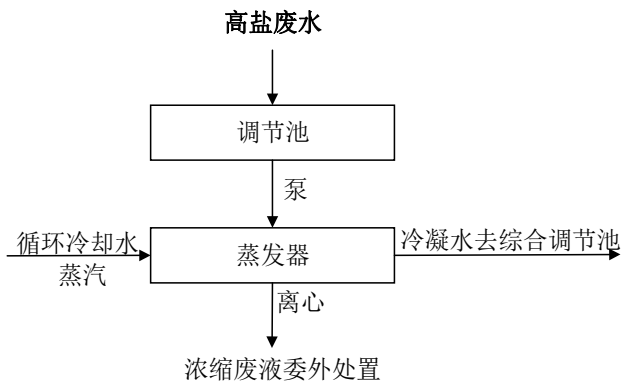 高盐废水
调节池
泵
循环冷却水
蒸汽
蒸发器
冷凝水去综合调节池
离心
浓缩废液委外处置